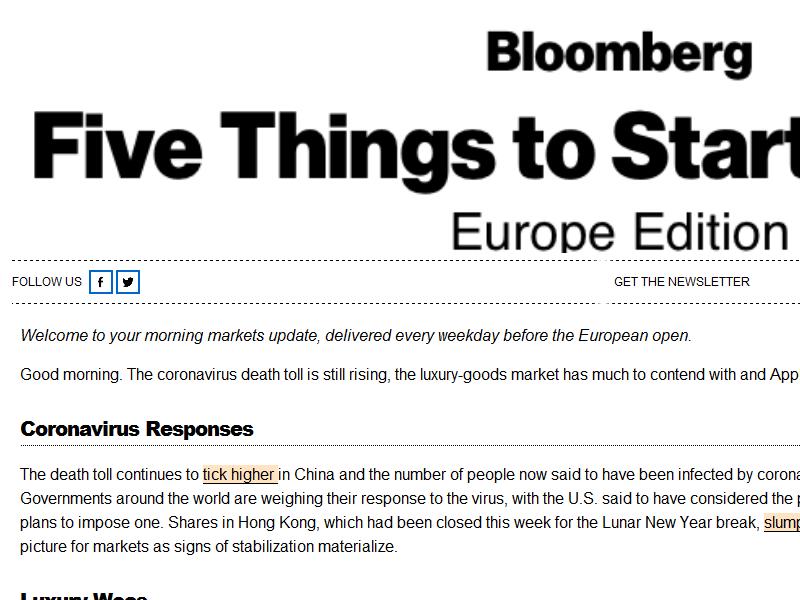 Bloomberg
Five Things to Start
Europe Edition
FOLLOW US
GET THE NEWSLETTER
Welcome to your morning markets update, delivered every weekday before the European open.
Good morning. The coronavirus death toll is still rising, the luxury-goods market has much to contend with and App
Coronavirus Responses
The death toll continues to tick higher in China and the number of people now said to have been infected by corona
Governments around the world are weighing their response to the virus, with the U.S. said to have considered the p
plans to impose one. Shares in Hong Kong, which had been closed this week for the Lunar New Year break, slump
picture for markets as signs of stabilization materialize.
Luxury Woes